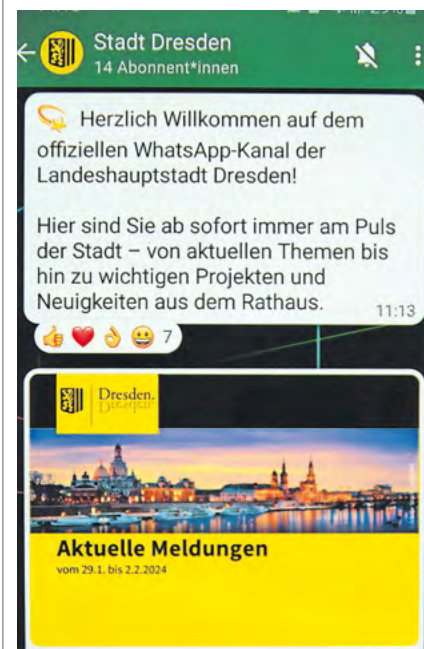 Stadt Dresden
14 Abonnent*innen
Herzlich Willkommen auf dem
offiziellen WhatsApp-Kanal der
Landeshauptstadt Dresden!
Hier sind Sie ab sofort immer am Puls
der Stadt – von aktuellen Themen bis
hin zu wichtigen Projekten und
Neuigkeiten aus dem Rathaus.
11:13
7
Dresden.
Dresden.
Aktuelle Meldungen
vom 29.1. bis 2.2.2024